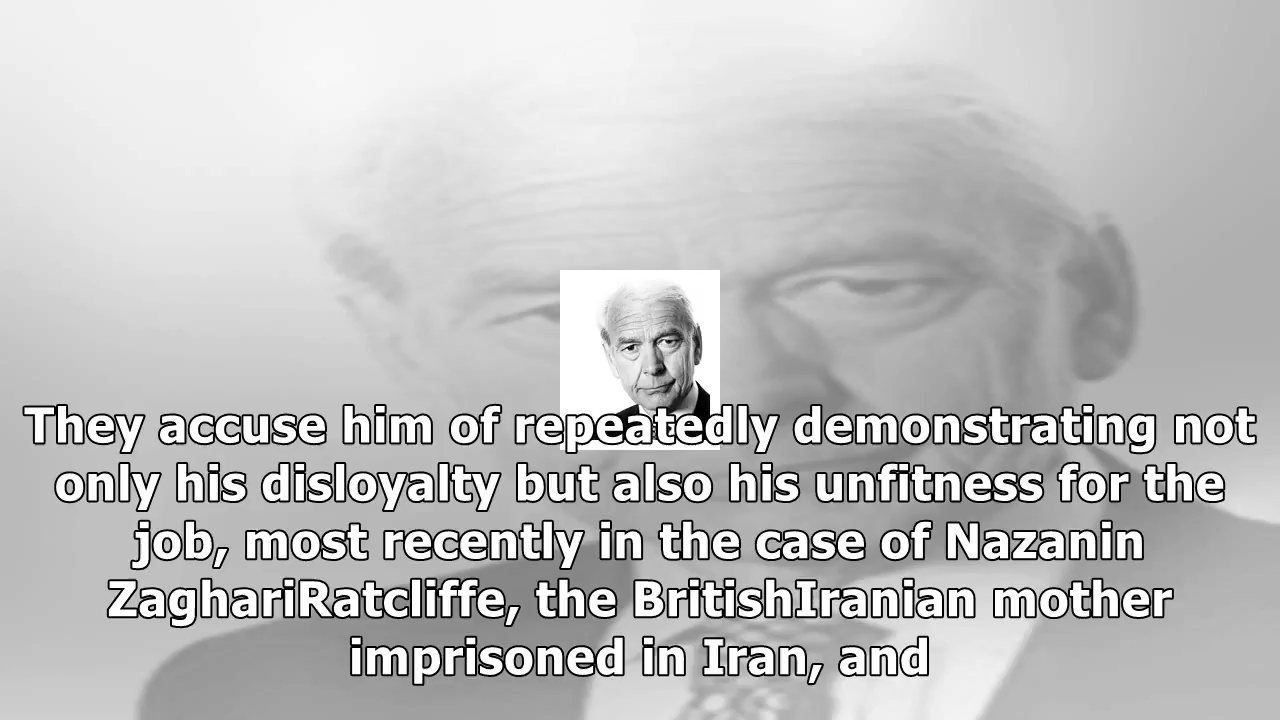 They accuse him of repeatedly demonstrating not
only his disloyalty but also his unfitness for the
job, most recently in the case of Nazanin
ZaghariRatcliffe, the BritishIranian mother
imprisoned in Iran, and